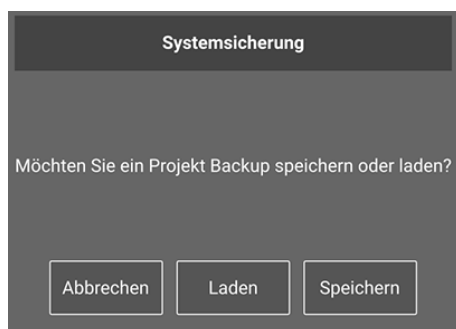 Systemsicherung
Möchten Sie ein Projekt Backup speichern oder laden?
Abbrechen Laden Speichern